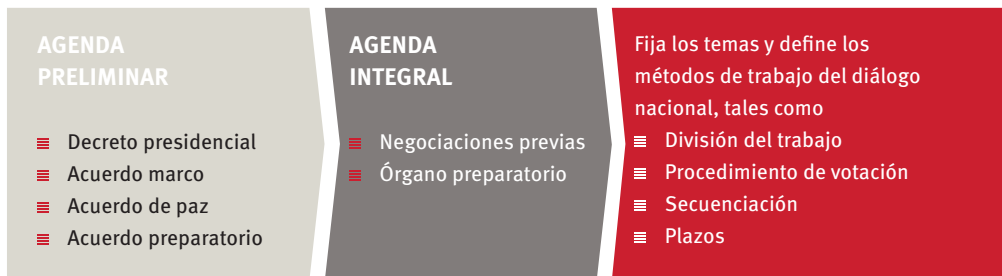 AGENDA
PRELIMINAR
Decreto presidencial
Acuerdo marco
Acuerdo de paz
Acuerdo preparatorio
AGENDA
INTEGRAL
Negociaciones previas
Órgano preparatorio
Fija los temas y define los
métodos de trabajo del diálogo
nacional, tales como
División del trabajo
Procedimiento de votación
Secuenciación
Plazos